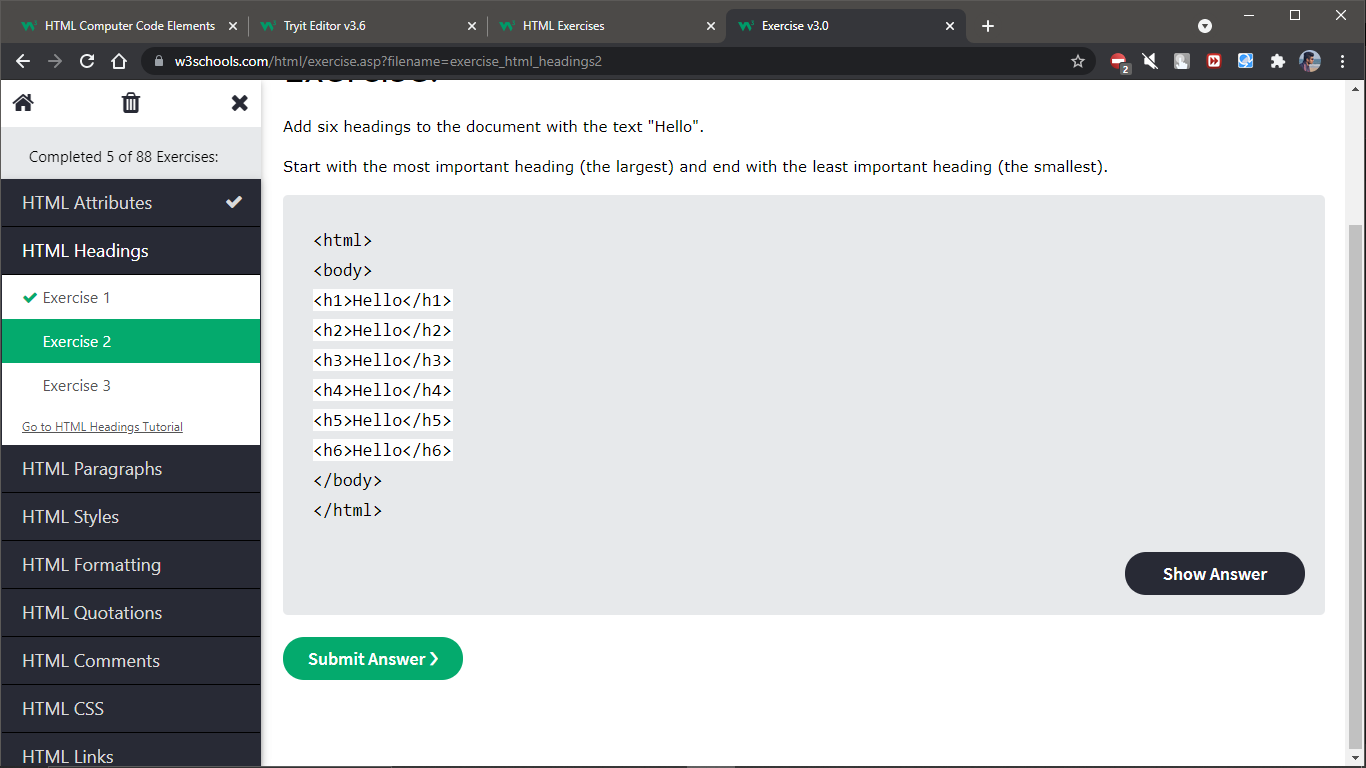 HTML Computer Code Elements
Tryit Editor v3.6
HTML Exercises
Exercise v3.0
w3schools.com/html/exercise.asp?filename=exercise_html_headings2
2
Completed 5 of 88 Exercises:
HTML Attributes
HTML Headings
Exercise 1
Exercise 2
Exercise 3
Go to HTML Headings Tutorial
HTML Paragraphs
HTML Styles
HTML Formatting
HTML Quotations
HTML Comments
HTML CSS
HTML Links
Add six headings to the document with the text "Hello".
Start with the most important heading (the largest) and end with the least important heading (the smallest).
<html>
<body>
<h1>Hello</h1>
<h2>Hello</h2>
<h3>Hello</h3>
<h4>Hello</h4>
<h5>Hello</h5>
<h6>Hello</h6>
</body>
</html>
Show Answer
Submit Answer ❯